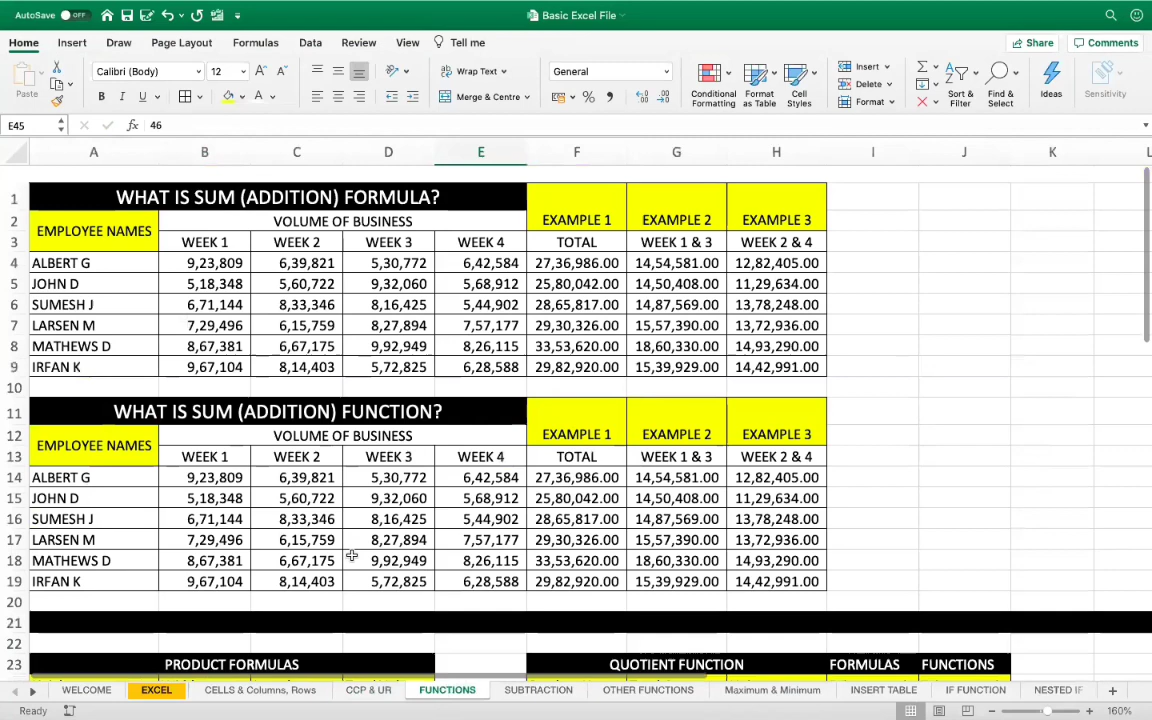 AutoSave OFF Basic Excel File
Home Insert Draw Page Layout Formulas Data Review View Tell me Share Comments
Paste Calibri (Body) 12 Wrap Text General Insert
Merge & Centre Conditional Formatting Format as Table Cell Styles Delete Format Sort & Filter Find & Select Ideas Sensitivity
E45 fx 46
A B C D E F G H I J K L
1 WHAT IS SUM (ADDITION) FORMULA?
2 EMPLOYEE NAMES VOLUME OF BUSINESS EXAMPLE 1 EXAMPLE 2 EXAMPLE 3
3 WEEK 1 WEEK 2 WEEK 3 WEEK 4 TOTAL WEEK 1 & 3 WEEK 2 & 4
4 ALBERT G 9,23,809 6,39,821 5,30,772 6,42,584 27,36,986.00 14,54,581.00 12,82,405.00
5 JOHN D 5,18,348 5,60,722 9,32,060 5,68,912 25,80,042.00 14,50,408.00 11,29,634.00
6 SUMESH J 6,71,144 8,33,346 8,16,425 5,44,902 28,65,817.00 14,87,569.00 13,78,248.00
7 LARSEN M 7,29,496 6,15,759 8,27,894 7,57,177 29,30,326.00 15,57,390.00 13,72,936.00
8 MATHEWS D 8,67,381 6,67,175 9,92,949 8,26,115 33,53,620.00 18,60,330.00 14,93,290.00
9 IRFAN K 9,67,104 8,14,403 5,72,825 6,28,588 29,82,920.00 15,39,929.00 14,42,991.00
10
11 WHAT IS SUM (ADDITION) FUNCTION?
12 EMPLOYEE NAMES VOLUME OF BUSINESS EXAMPLE 1 EXAMPLE 2 EXAMPLE 3
13 WEEK 1 WEEK 2 WEEK 3 WEEK 4 TOTAL WEEK 1 & 3 WEEK 2 & 4
14 ALBERT G 9,23,809 6,39,821 5,30,772 6,42,584 27,36,986.00 14,54,581.00 12,82,405.00
15 JOHN D 5,18,348 5,60,722 9,32,060 5,68,912 25,80,042.00 14,50,408.00 11,29,634.00
16 SUMESH J 6,71,144 8,33,346 8,16,425 5,44,902 28,65,817.00 14,87,569.00 13,78,248.00
17 LARSEN M 7,29,496 6,15,759 8,27,894 7,57,177 29,30,326.00 15,57,390.00 13,72,936.00
18 MATHEWS D 8,67,381 6,67,175 9,92,949 8,26,115 33,53,620.00 18,60,330.00 14,93,290.00
19 IRFAN K 9,67,104 8,14,403 5,72,825 6,28,588 29,82,920.00 15,39,929.00 14,42,991.00
20
21
22
23 PRODUCT FORMULAS QUOTIENT FUNCTION FORMULAS FUNCTIONS
WELCOME EXCEL CELLS & Columns, Rows CCP & UR FUNCTIONS SUBTRACTION OTHER FUNCTIONS Maximum & Minimum INSERT TABLE IF FUNCTION NESTED IF
Ready 160%